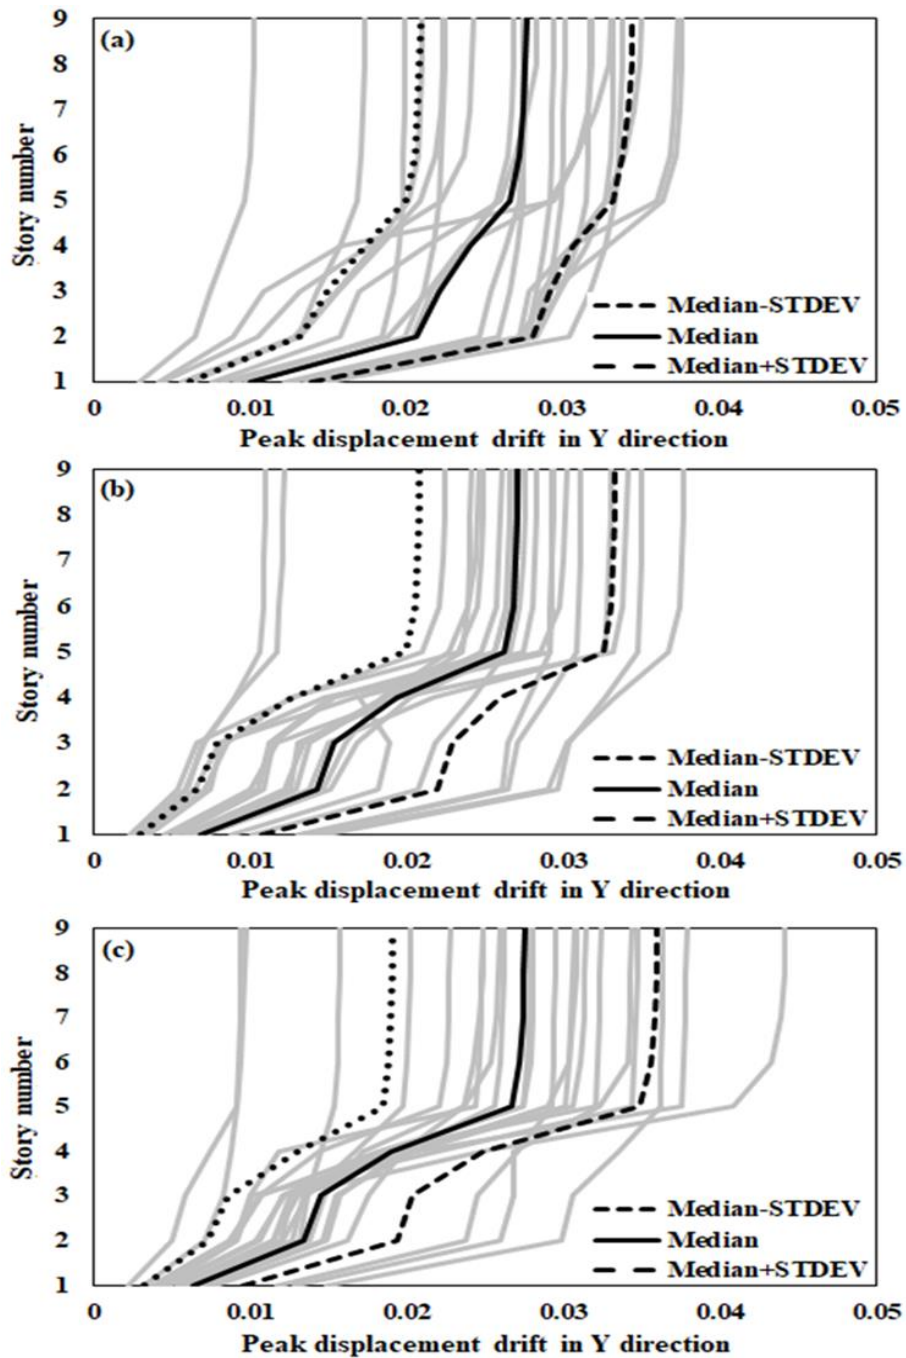 (a)
9
8
7
6
5
4
3
2
1
Story number
Median-STDEV
Median
Median+STDEV
0 0.01 0.02 0.03 0.04 0.05
Peak displacement drift in Y direction
(b)
9
8
7
6
5
4
3
2
1
Story number
Median-STDEV
Median
Median+STDEV
0 0.01 0.02 0.03 0.04 0.05
Peak displacement drift in Y direction
(c)
9
8
7
6
5
4
3
2
1
Story number
Median-STDEV
Median
Median+STDEV
0 0.01 0.02 0.03 0.04 0.05
Peak displacement drift in Y direction